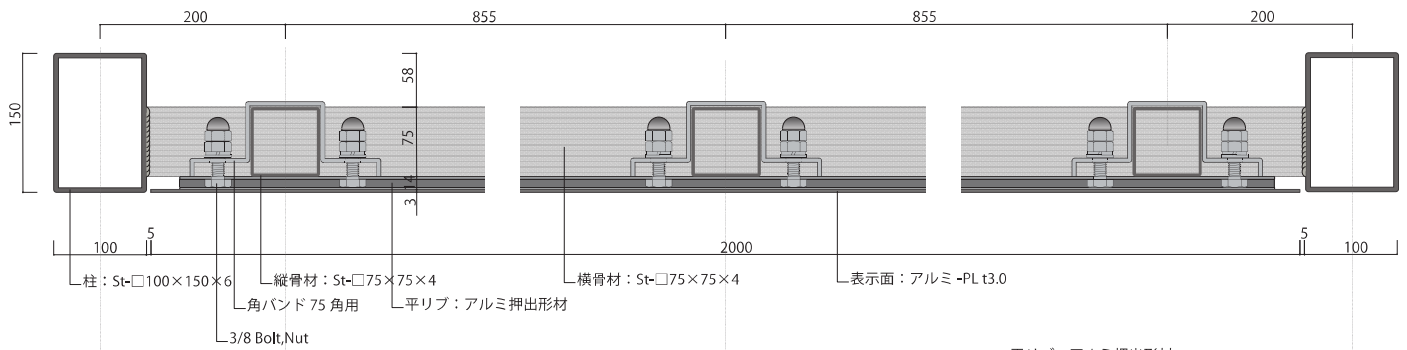 200
855
855
200
150
58
75
14
3
100
5
2000
5
100
柱：St-□100×150×6
縦骨材：St-□75×75×4
横骨材：St-□75×75×4
表示面：アルミ-PL t3.0
角バンド 75 角用
平リブ：アルミ押出形材
3/8 Bolt,Nut